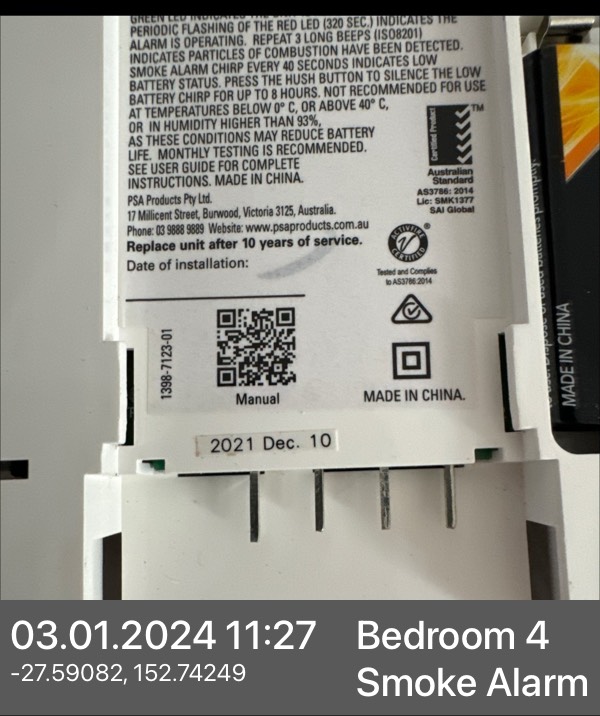 GREEN LED INDICATES THE
PERIODIC FLASHING OF THE RED LED (320 SEC.) INDICATES THE
ALARM IS OPERATING. REPEAT 3 LONG BEEPS (ISO8201)
INDICATES PARTICLES OF COMBUSTION HAVE BEEN DETECTED.
SMOKE ALARM CHIRP EVERY 40 SECONDS INDICATES LOW
BATTERY STATUS. PRESS THE HUSH BUTTON TO SILENCE THE LOW
BATTERY CHIRP FOR UP TO 8 HOURS. NOT RECOMMENDED FOR USE
AT TEMPERATURES BELOW 0° C, OR ABOVE 40° C,
OR IN HUMIDITY HIGHER THAN 93%,
AS THESE CONDITIONS MAY REDUCE BATTERY
LIFE. MONTHLY TESTING IS RECOMMENDED.
SEE USER GUIDE FOR COMPLETE
INSTRUCTIONS. MADE IN CHINA.
PSA Products Pty Ltd.
17 Millicent Street, Burwood, Victoria 3125, Australia.
Phone: 03 9888 9889 Website: www.psaproducts.com.au
Replace unit after 10 years of service.
Date of installation:
Certified Product
TM
Australian
Standard
AS3786: 2014
Lic: SMK1377
SAI Global
ACTIVFIRE
CERTIFIED
®
Tested and Complies
to AS3786:2014
1398-7123-01
Manual
MADE IN CHINA.
2021 Dec. 10
MADE IN CHINA
03.01.2024 11:27
-27.59082, 152.74249
Bedroom 4
Smoke Alarm